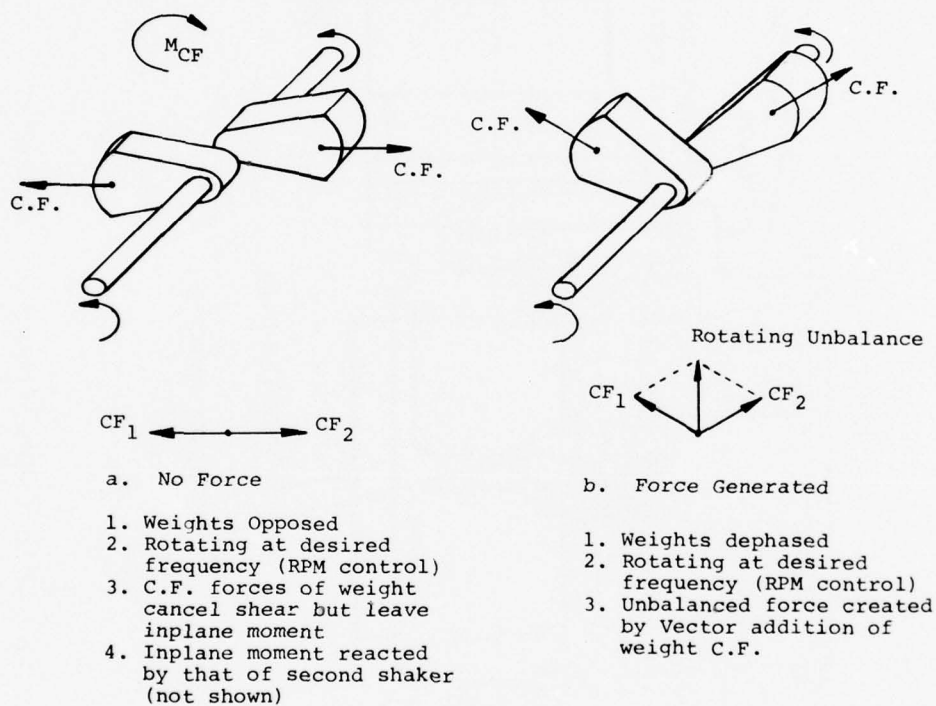 M_CF
C.F.
C.F.
CF1
CF2
a. No Force
1. Weights Opposed
2. Rotating at desired
frequency (RPM control)
3. C.F. forces of weight
cancel shear but leave
inplane moment
4. Inplane moment reacted
by that of second shaker
(not shown)
C.F.
C.F.
Rotating Unbalance
CF1
CF2
b. Force Generated
1. Weights dephased
2. Rotating at desired
frequency (RPM control)
3. Unbalanced force created
by Vector addition of
weight C.F.